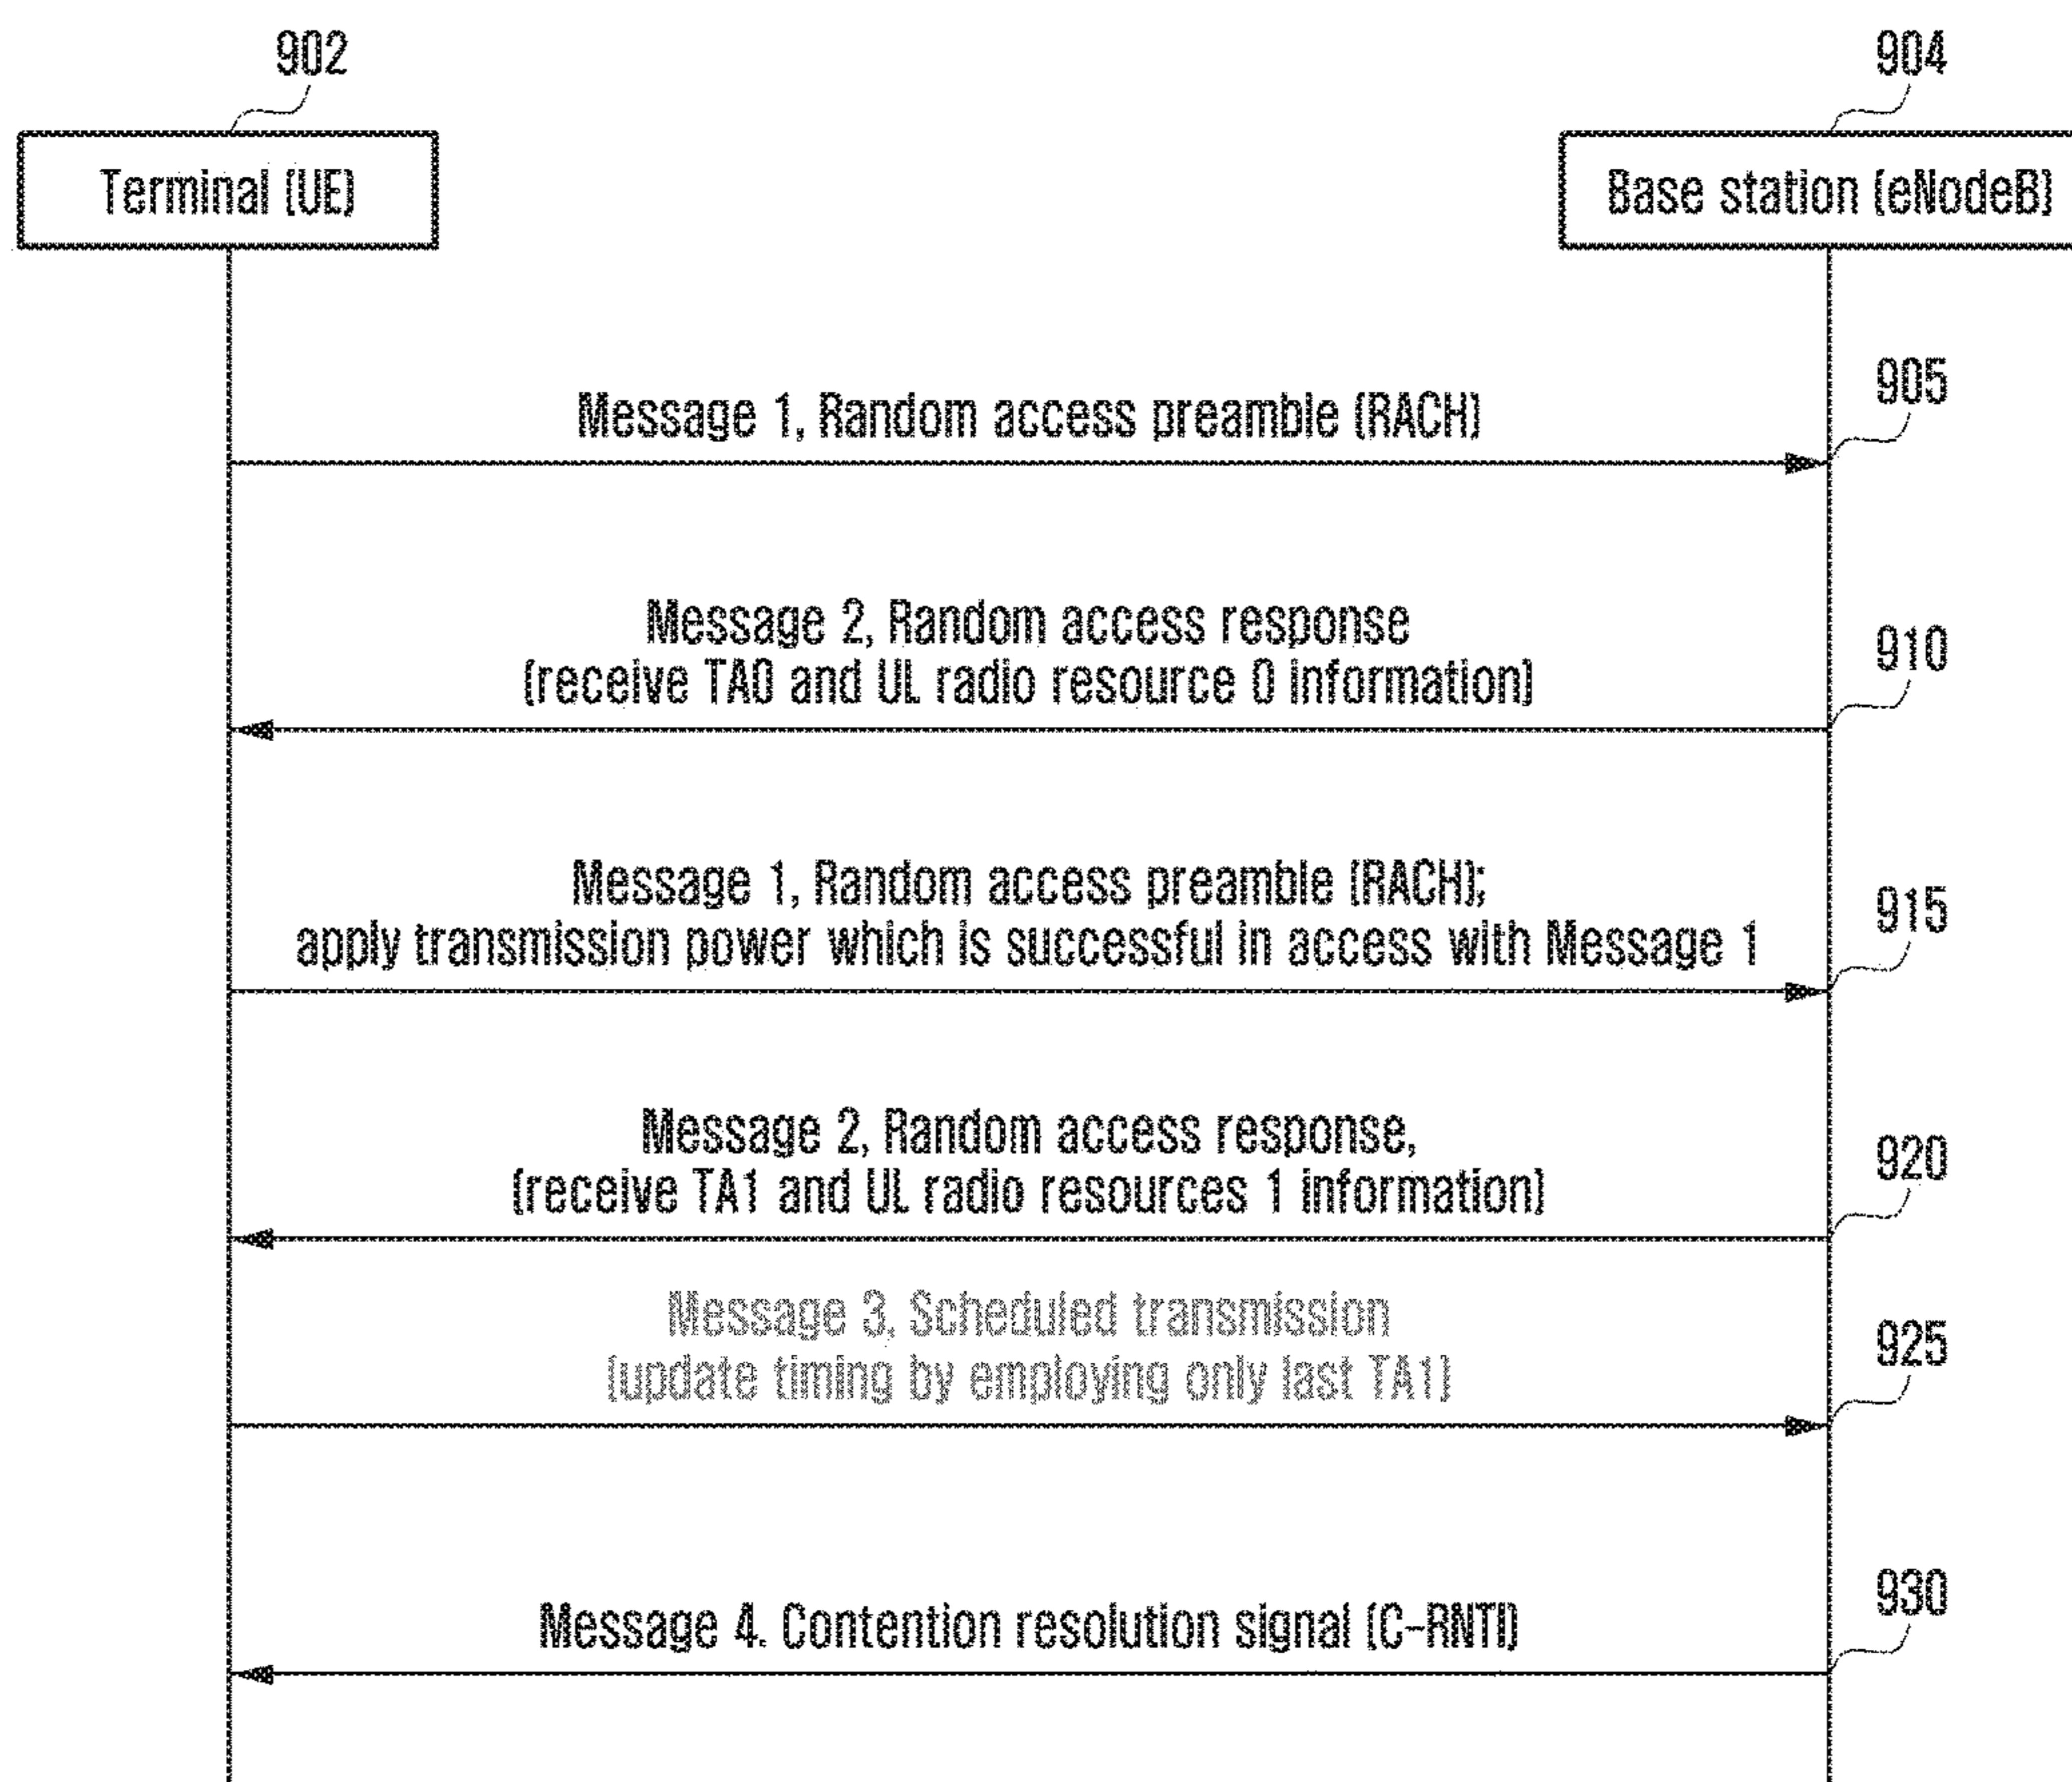 902
904
Terminal (UE)
Base station (eNodeB)
905
Message 1, Random access preamble (RACH)
Message 2, Random access response
(receive TA0 and UL radio resource 0 information)
910
Message 1, Random access preamble (RACH);
apply transmission power which is successful in access with Message 1
915
Message 2, Random access response,
(receive TA1 and UL radio resources 1 information)
920
Message 3, Scheduled transmission
(update timing by employing only last TA1)
925
Message 4. Contention resolution signal (C-RNTI)
930